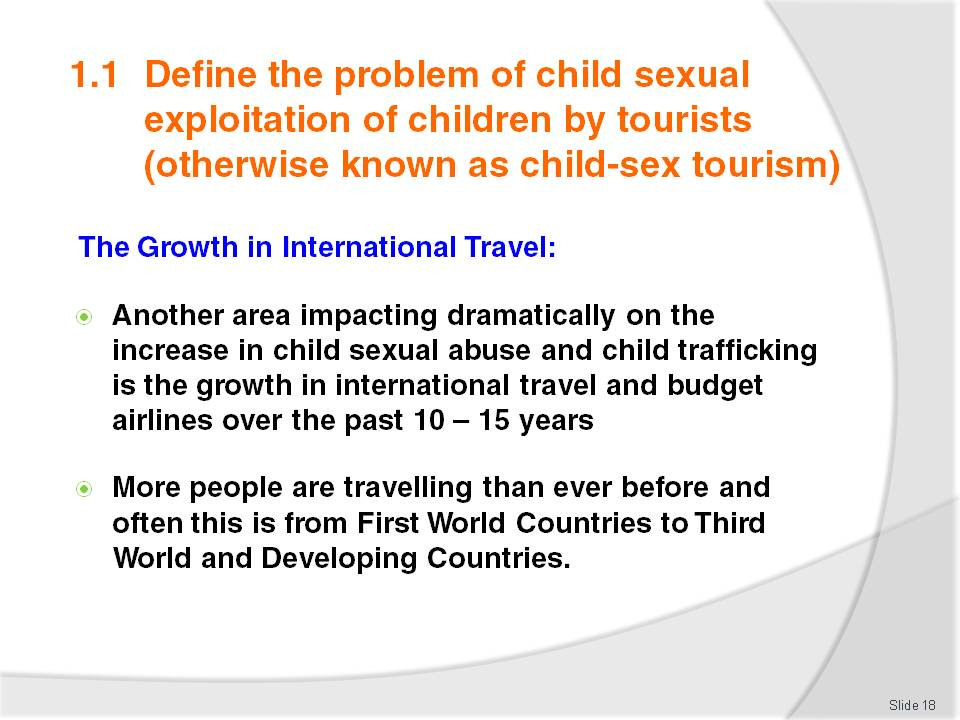 1.1 Define the problem of child sexual
exploitation of children by tourists
(otherwise known as child-sex tourism)
The Growth in International Travel:
Another area impacting dramatically on the
increase in child sexual abuse and child trafficking
is the growth in international travel and budget
airlines over the past 10 – 15 years
More people are travelling than ever before and
often this is from First World Countries to Third
World and Developing Countries.
Slide 18